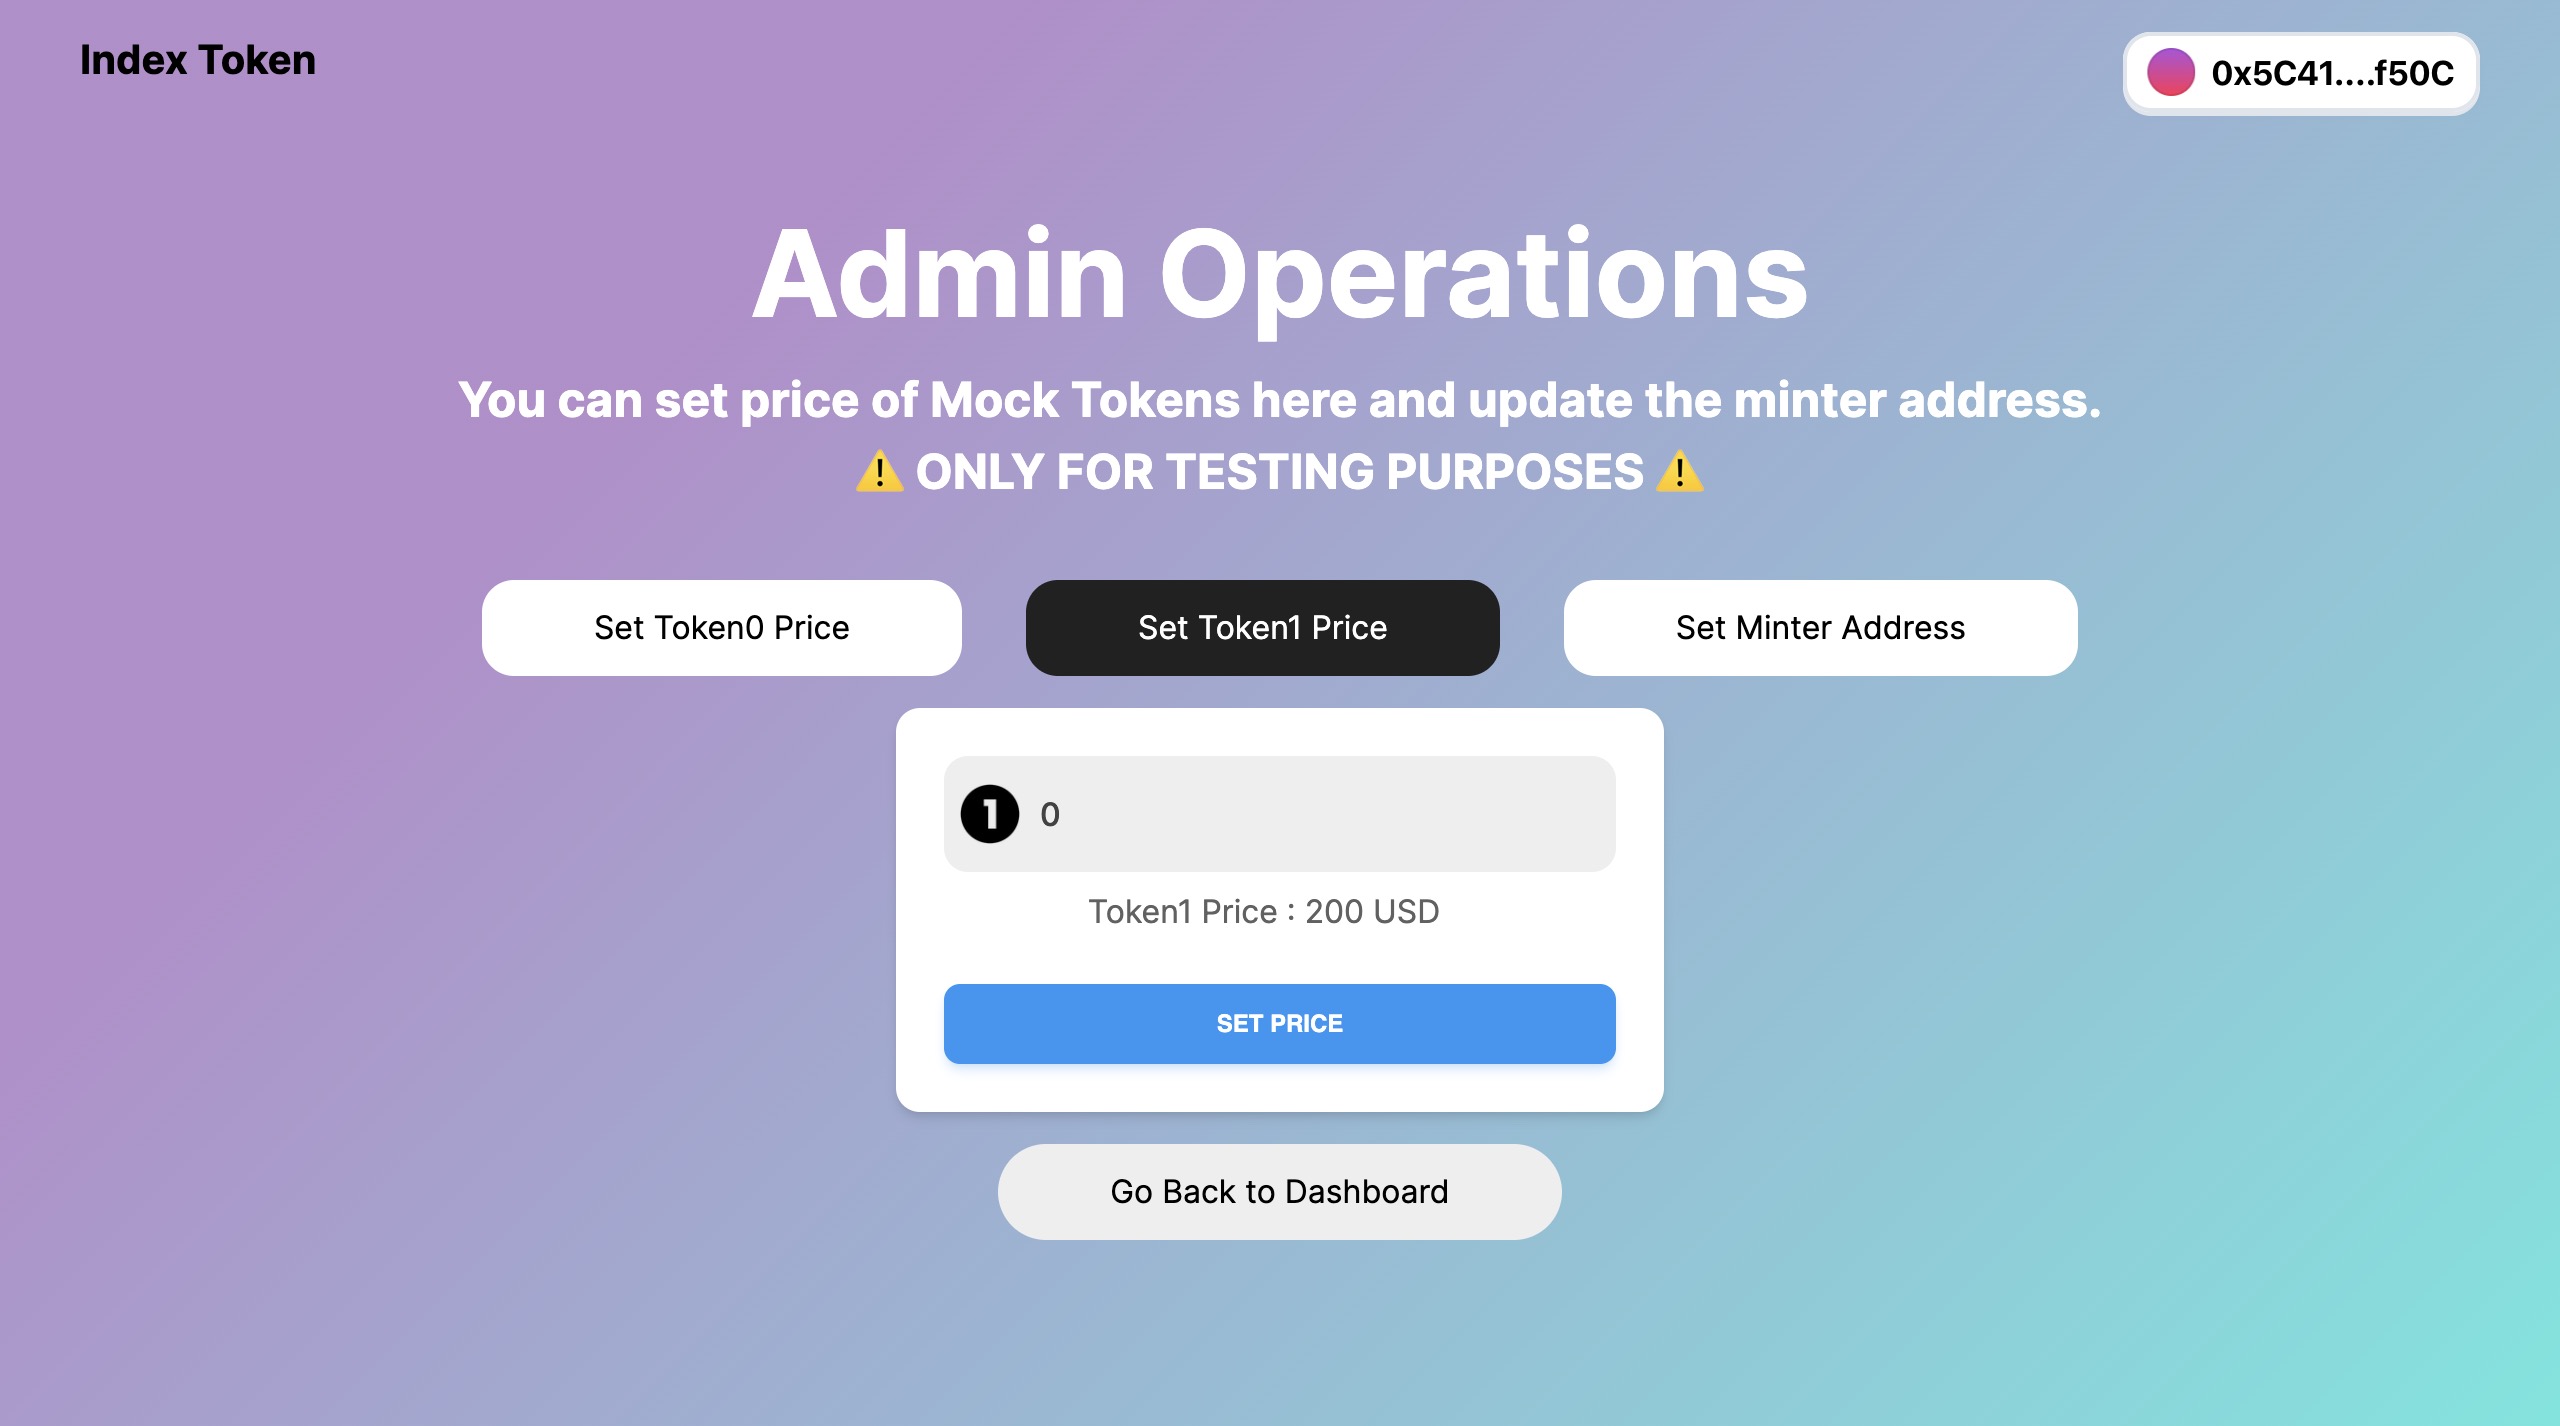 Index Token
0x5C41....f50C
Admin Operations
You can set price of Mock Tokens here and update the minter address.
⚠️ ONLY FOR TESTING PURPOSES ⚠️
Set Token0 Price
Set Token1 Price
Set Minter Address
1 0
Token1 Price : 200 USD
SET PRICE
Go Back to Dashboard